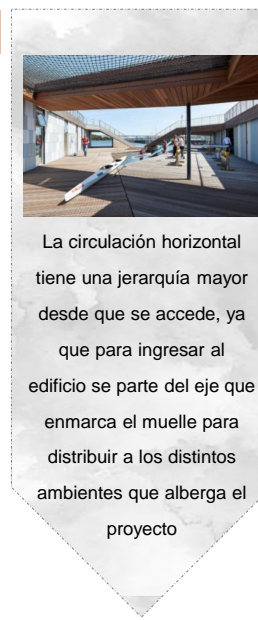 La circulación horizontal
tiene una jerarquía mayor
desde que se accede, ya
que para ingresar al
edificio se parte del eje que
enmarca el muelle para
distribuir a los distintos
ambientes que alberga el
proyecto